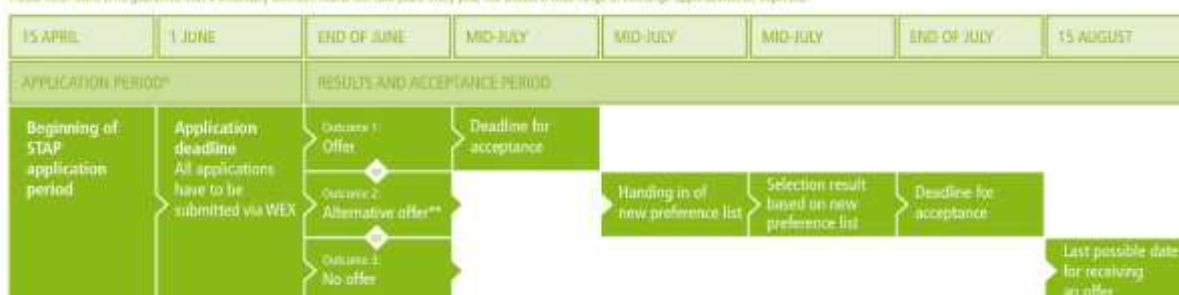 15 APRIL
1 JUNE
END OF JUNE
MID-JULY
MID-JULY
MID-JULY
END OF JULY
15 AUGUST
APPLICATION PERIOD*
RESULTS AND ACCEPTANCE PERIOD
Beginning of
STAP
application
period
Application
deadline
All applications
have to be
submitted via WEX
Outcome 1:
Offer
or
Outcome 2:
Alternative offer**
or
Outcome 3:
No offer
Deadline for
acceptance
Handing in of
new preference list
Selection result
based on new
preference list
Deadline for
acceptance
Last possible date
for receiving
an offer